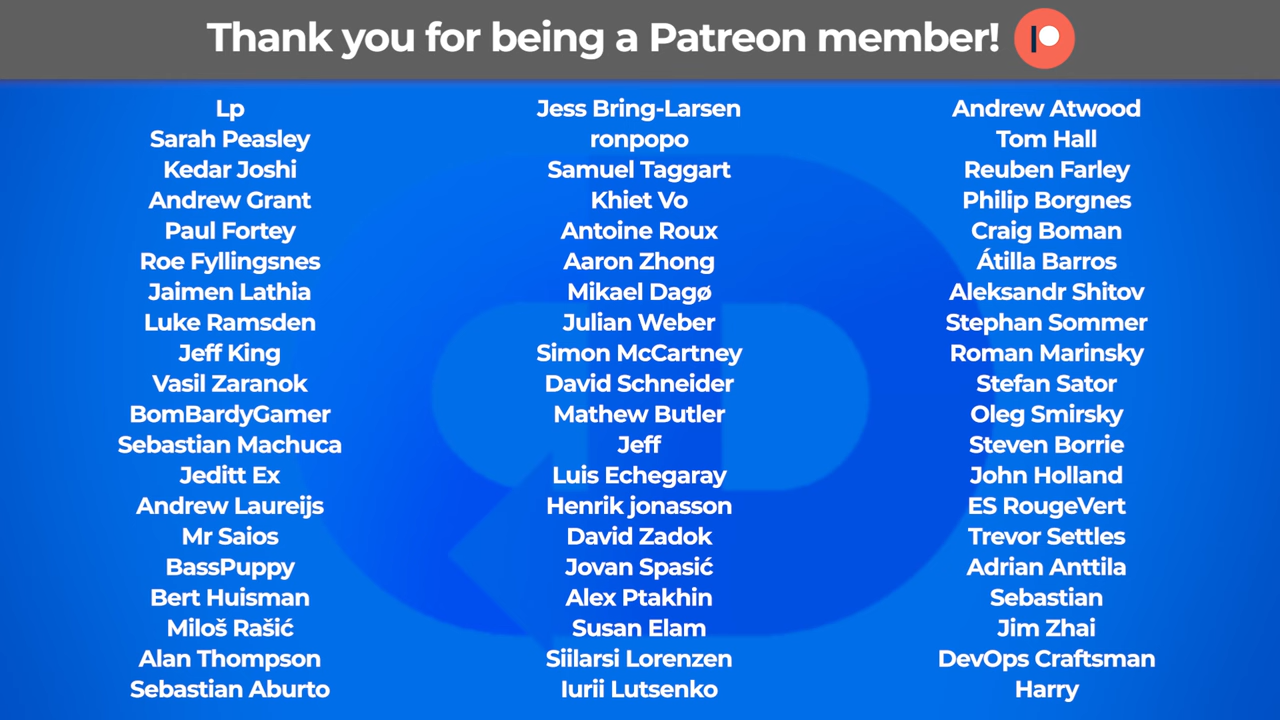 Thank you for being a Patreon member!
Lp
Sarah Peasley
Kedar Joshi
Andrew Grant
Paul Fortey
Roe Fyllingsnes
Jaimen Lathia
Luke Ramsden
Jeff King
Vasil Zaranok
BomBardyGamer
Sebastian Machuca
Jeditt Ex
Andrew Laureijs
Mr Saios
BassPuppy
Bert Huisman
Miloš Rašić
Alan Thompson
Sebastian Aburto
Jess Bring-Larsen
ronpopo
Samuel Taggart
Khiet Vo
Antoine Roux
Aaron Zhong
Mikael Dagø
Julian Weber
Simon McCartney
David Schneider
Mathew Butler
Jeff
Luis Echegaray
Henrik jonasson
David Zadok
Jovan Spasić
Alex Ptakhin
Susan Elam
Siilarsi Lorenzen
Iurii Lutsenko
Andrew Atwood
Tom Hall
Reuben Farley
Philip Borgnes
Craig Boman
Átilla Barros
Aleksandr Shitov
Stephan Sommer
Roman Marinsky
Stefan Sator
Oleg Smirsky
Steven Borrie
John Holland
ES RougeVert
Trevor Settles
Adrian Anttila
Sebastian
Jim Zhai
DevOps Craftsman
Harry